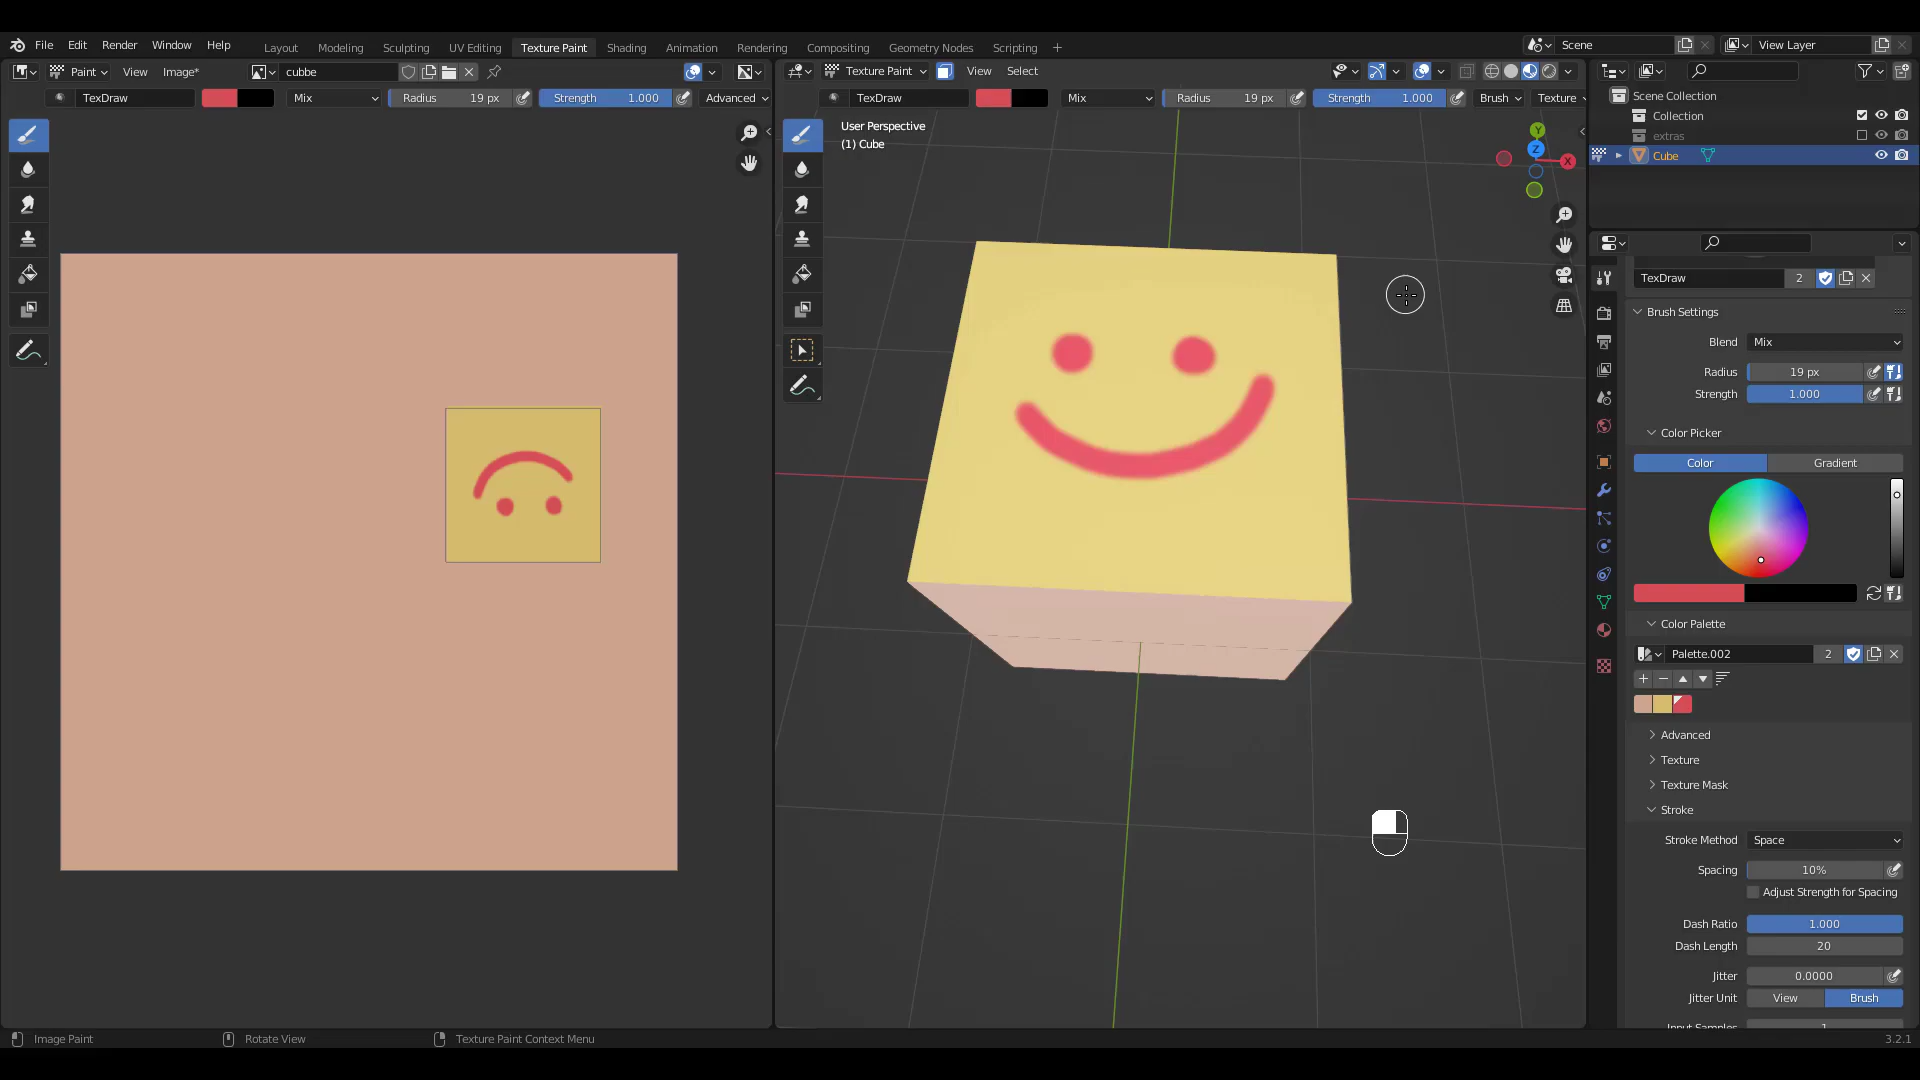 File Edit Render Window Help Layout Modeling Sculpting UV Editing Texture Paint Shading Animation Rendering Compositing Geometry Nodes Scripting + Scene View Layer
Paint View Image* cubbe
TexDraw Mix Radius 19 px Strength 1.000 Advanced
Texture Paint View Select
TexDraw Mix Radius 19 px Strength 1.000 Brush Texture
User Perspective
(1) Cube
Y
Z
X
Scene Collection
Collection
extras
Cube
TexDraw 2
Brush Settings
Blend Mix
Radius 19 px
Strength 1.000
Color Picker
Color Gradient
Color Palette
Palette.002 2
Advanced
Texture
Texture Mask
Stroke
Stroke Method Space
Spacing 10%
Adjust Strength for Spacing
Dash Ratio 1.000
Dash Length 20
Jitter 0.0000
Jitter Unit View Brush
Input Samples 1
Image Paint Rotate View Texture Paint Context Menu 3.2.1